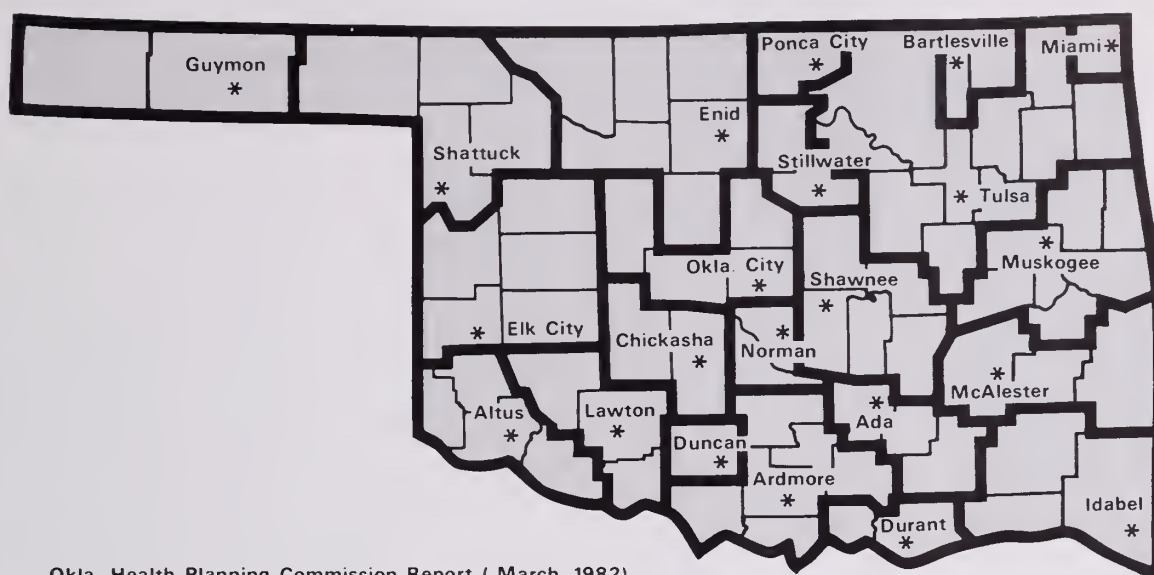 Ponca City
Bartlesville
Miami *
*
*
Guymon
*
Enid
*
Shattuck
*
Stillwater
*
* Tulsa
*
Muskogee
Okla. City
*
Shawnee
*
* Elk City
Chickasha
*
*
Norman
*
McAlester
Altus
*
Lawton
*
*
Ada
Duncan
*
Ardmore
*
Durant
*
Idabel
*
Okla. Health Planning Commission Report ( March, 1982)